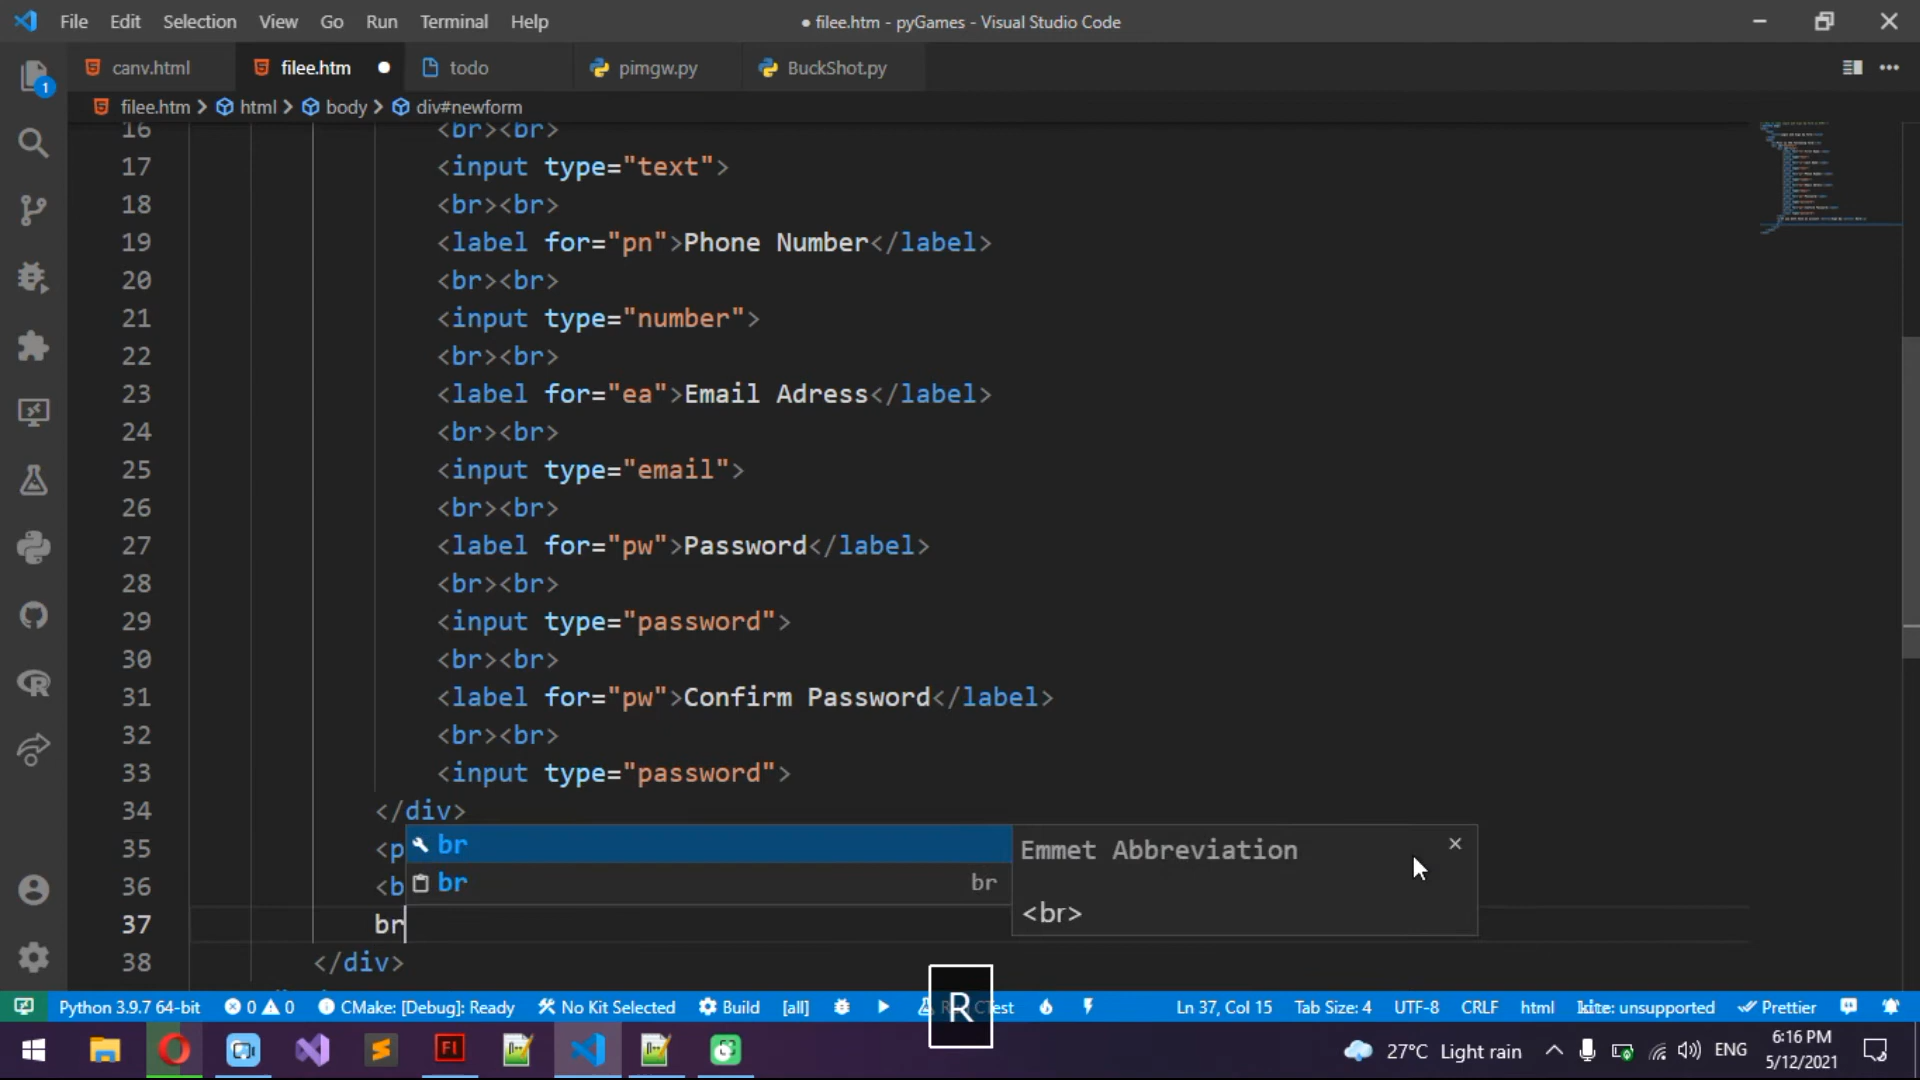 File Edit Selection View Go Run Terminal Help
● filee.htm - pyGames - Visual Studio Code
canv.html
filee.htm ●
todo
pimgw.py
BuckShot.py
filee.htm > html > body > div#newform
1
16 <br><br>
17 <input type="text">
18 <br><br>
19 <label for="pn">Phone Number</label>
20 <br><br>
21 <input type="number">
22 <br><br>
23 <label for="ea">Email Adress</label>
24 <br><br>
25 <input type="email">
26 <br><br>
27 <label for="pw">Password</label>
28 <br><br>
29 <input type="password">
30 <br><br>
31 <label for="pw">Confirm Password</label>
32 <br><br>
33 <input type="password">
34 </div>
35 <p
br
Emmet Abbreviation
36 <b
br br
<br>
37 br
38 </div>
R
Python 3.9.7 64-bit 0 0 CMake: [Debug]: Ready No Kit Selected Build [all] CTest Ln 37, Col 15 Tab Size: 4 UTF-8 CRLF html kite: unsupported Prettier
27°C Light rain ENG
6:16 PM
5/12/2021